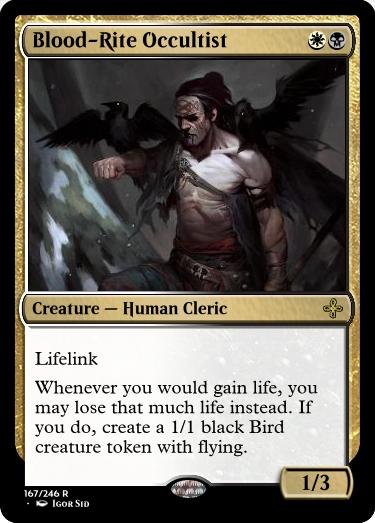 Blood-Rite Occultist
Creature — Human Cleric
Lifelink
Whenever you would gain life, you
may lose that much life instead. If
you do, create a 1/1 black Bird
creature token with flying.
1/3
167/246 R
· Igor Sid